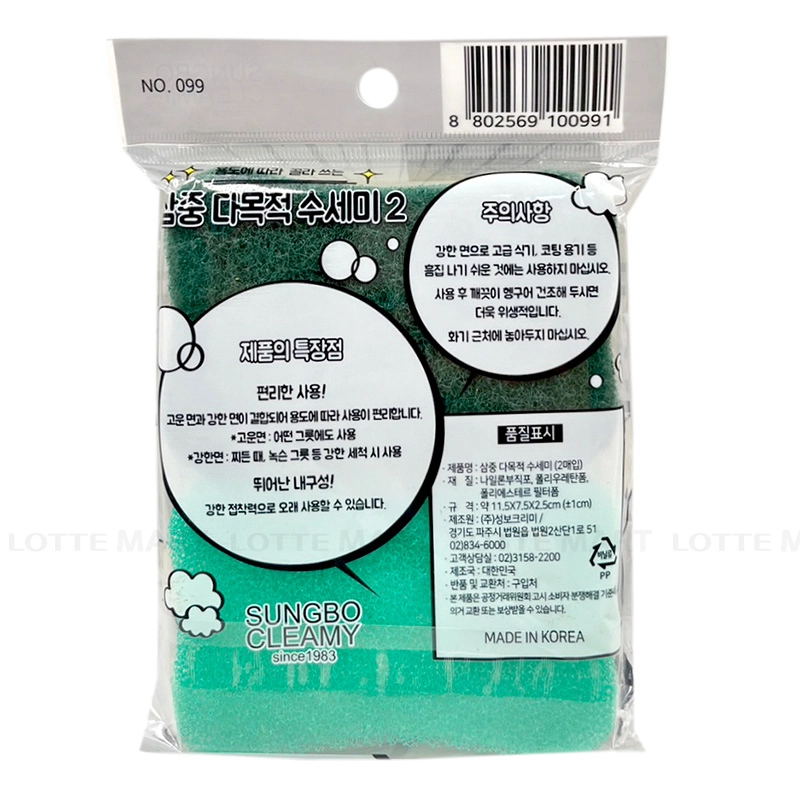 NO. 099
8 802569 100991
용도에 따라 골라 쓰는
삼중 다목적 수세미 2
주의사항
강한 면으로 고급 식기, 코팅 용기 등
흠집 나기 쉬운 것에는 사용하지 마십시오.
사용 후 깨끗이 헹구어 건조해 두시면
더욱 위생적입니다.
화기 근처에 놓아두지 마십시오.
제품의 특장점
편리한 사용!
고운 면과 강한 면이 결합되어 용도에 따라 사용이 편리합니다.
*고운면 : 어떤 그릇에도 사용
*강한면 : 찌든 때, 녹슨 그릇 등 강한 세척 시 사용
뛰어난 내구성!
강한 접착력으로 오래 사용할 수 있습니다.
품질표시
· 제품명 : 삼중 다목적 수세미 (2매입)
· 재 질 : 나일론부직포, 폴리우레탄폼,
폴리에스테르 필터폼
· 규 격 : 약 11.5X7.5X2.5cm (±1cm)
· 제조원 : (주)성보크리미 /
경기도 파주시 법원읍 법원2산단1로 51
02)834-6000
· 고객상담실 : 02)3158-2200
· 제조국 : 대한민국
· 반품 및 교환처 : 구입처
· 본 제품은 공정거래위원회 고시 소비자 분쟁해결 기준에
의거 교환 또는 보상받을 수 있습니다.
비닐류
PP
MADE IN KOREA
SUNGBO
CLEAMY
since1983
LOTTE MART LOTTE MART LOTTE MART